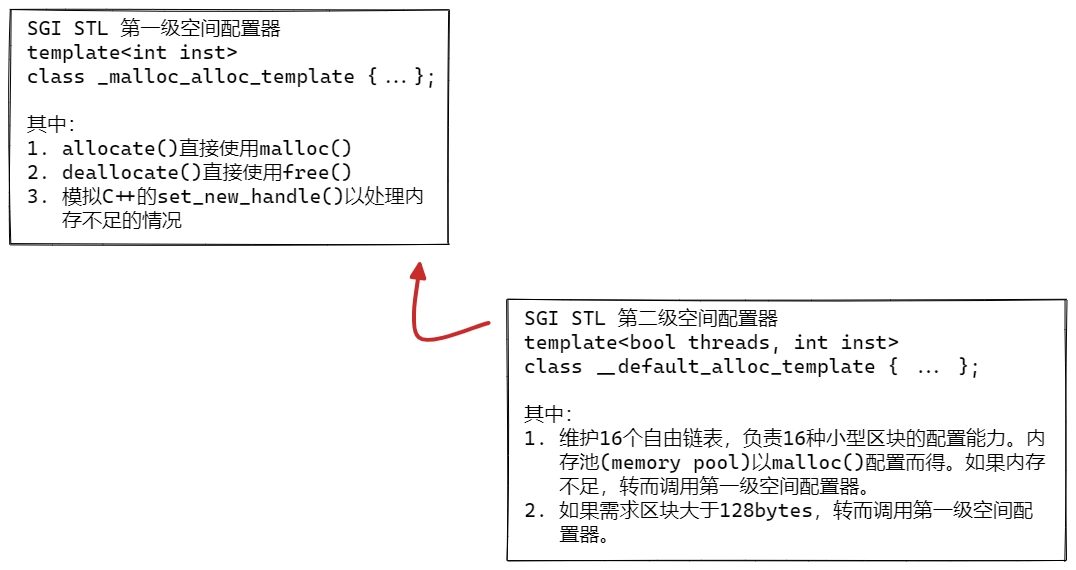 SGI STL 第一级空间配置器
template<int inst>
class _malloc_alloc_template {...};
其中：
1. allocate()直接使用malloc()
2. deallocate()直接使用free()
3. 模拟C++的set_new_handle()以处理内
存不足的情况
SGI STL 第二级空间配置器
template<bool threads, int inst>
class __default_alloc_template { ... };
其中：
1. 维护16个自由链表，负责16种小型区块的配置能力。内
存池(memory pool)以malloc()配置而得。如果内存
不足，转而调用第一级空间配置器。
2. 如果需求区块大于128bytes，转而调用第一级空间配
置器。